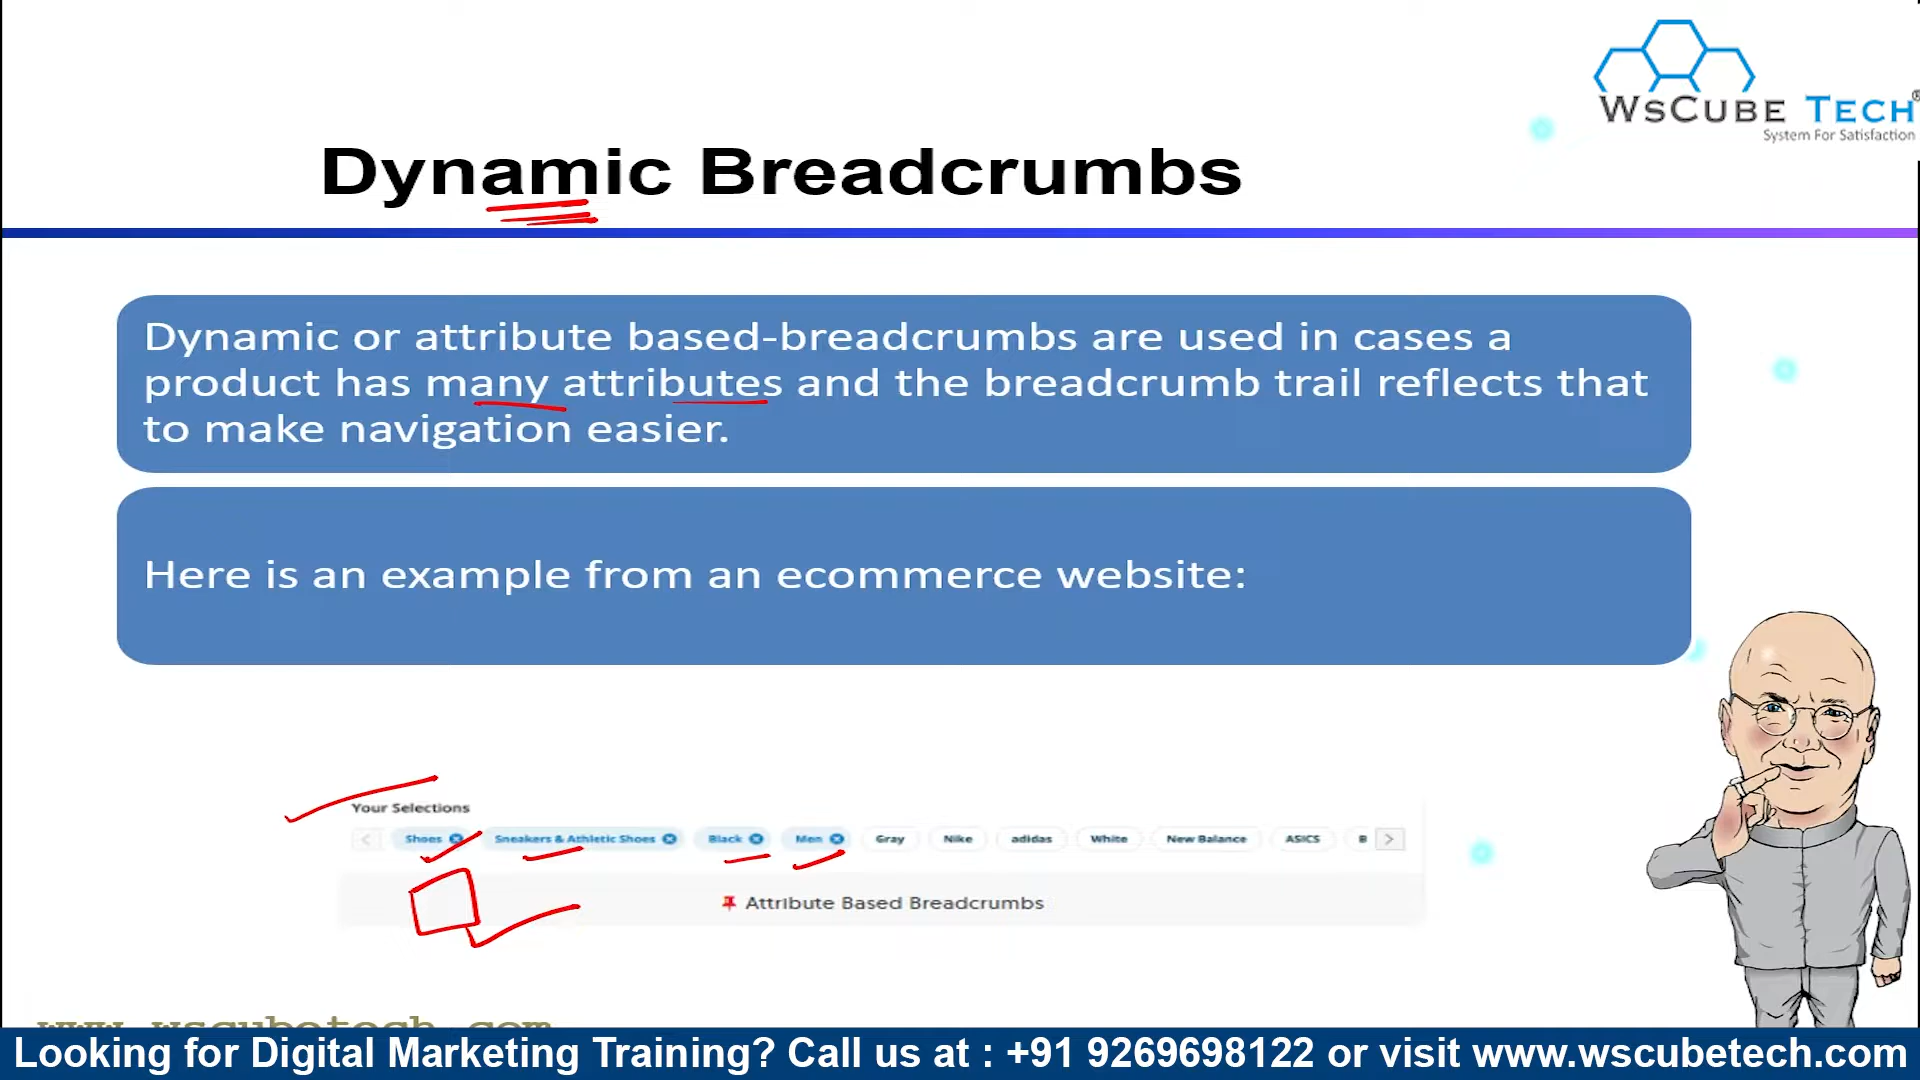 WsCube Tech®
System For Satisfaction
Dynamic Breadcrumbs
Dynamic or attribute based-breadcrumbs are used in cases a
product has many attributes and the breadcrumb trail reflects that
to make navigation easier.
Here is an example from an ecommerce website:
Your Selections
Shoes Sneakers & Athletic Shoes Black Men Gray Nike adidas White New Balance ASICS B
Attribute Based Breadcrumbs
www.wscubetech.com
Looking for Digital Marketing Training? Call us at : +91 9269698122 or visit www.wscubetech.com